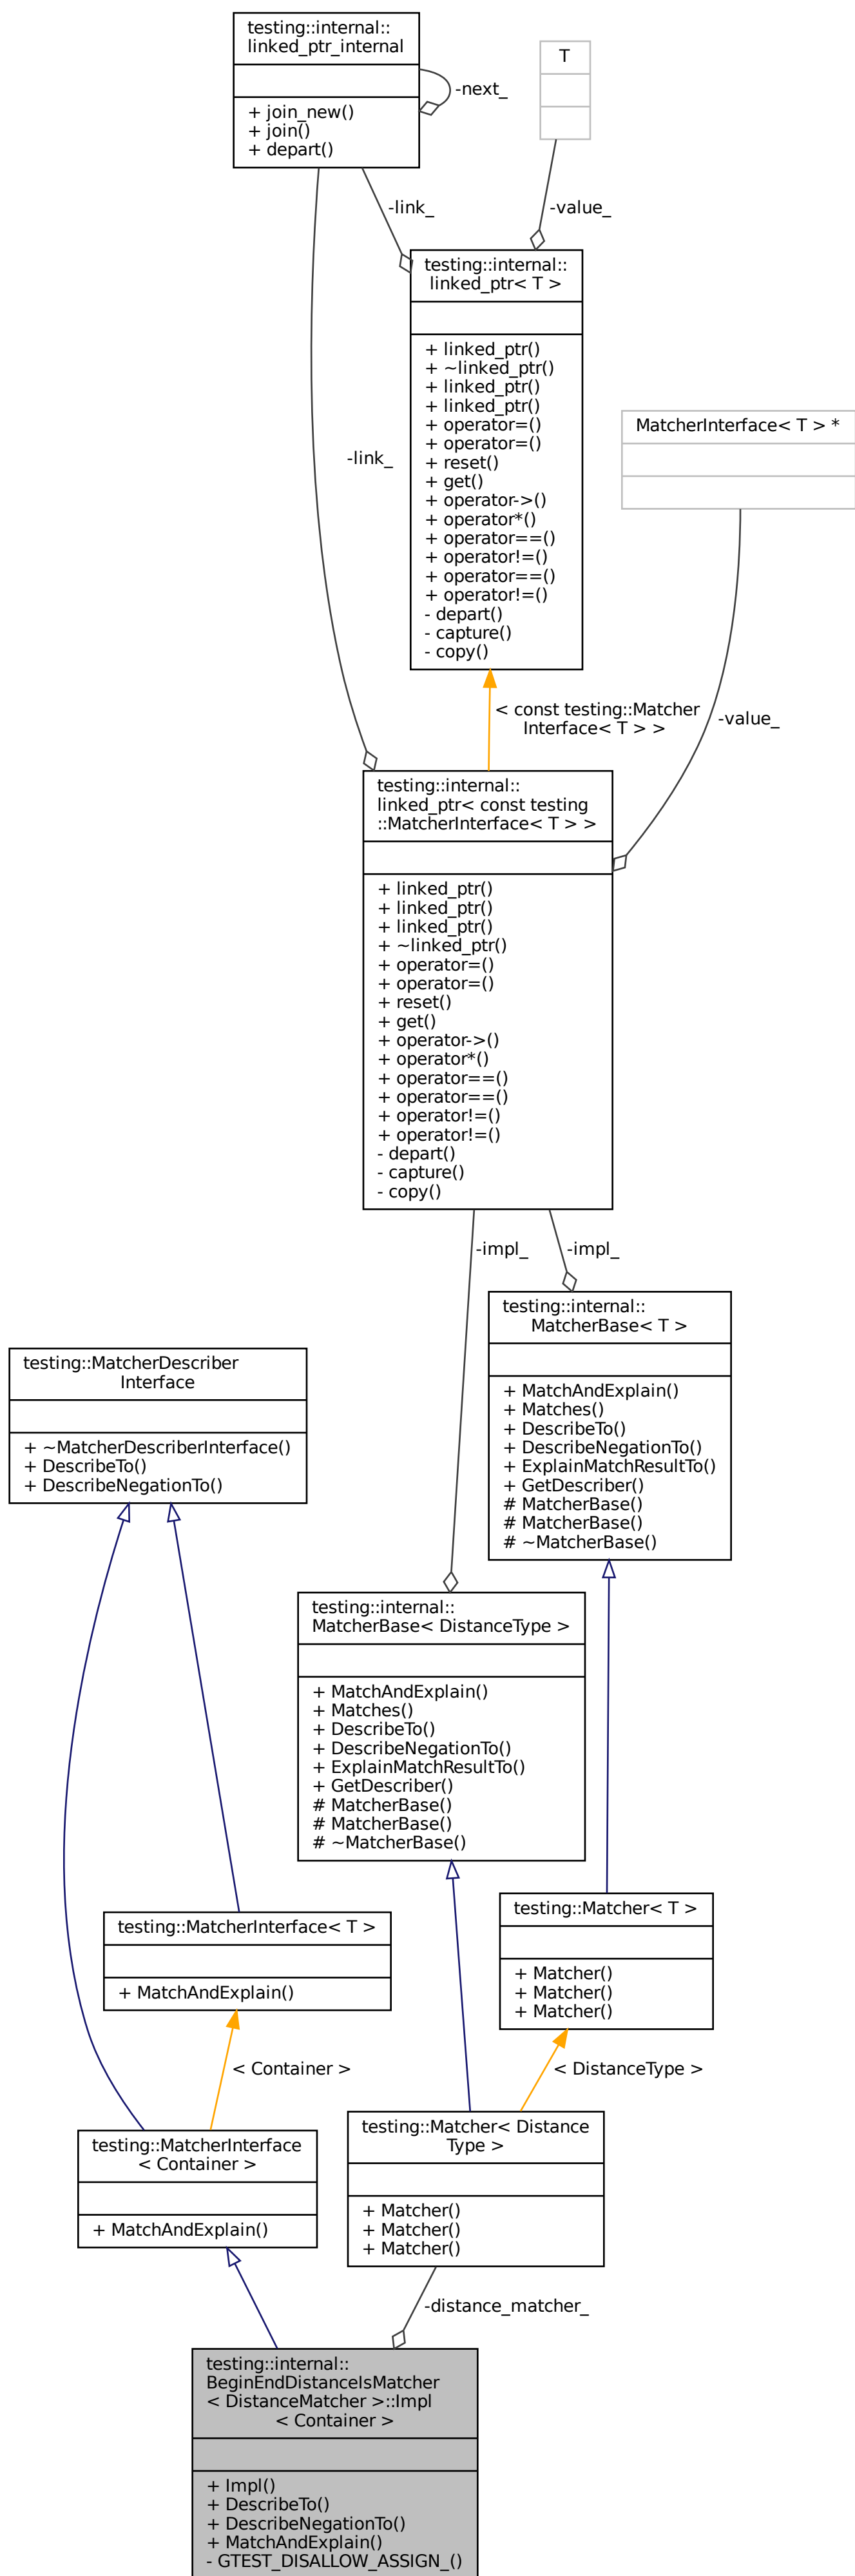 testing::internal::
linked_ptr_internal
+ join_new()
+ join()
+ depart()
-next_
T
-link_
-value_
testing::internal::
linked_ptr< T >
+ linked_ptr()
+ ~linked_ptr()
+ linked_ptr()
+ linked_ptr()
+ operator=()
+ operator=()
+ reset()
+ get()
+ operator->()
+ operator*()
+ operator==()
+ operator!=()
+ operator==()
+ operator!=()
- depart()
- capture()
- copy()
-link_
MatcherInterface< T > *
< const testing::Matcher
Interface< T > >
-value_
testing::internal::
linked_ptr< const testing
::MatcherInterface< T > >
+ linked_ptr()
+ linked_ptr()
+ linked_ptr()
+ ~linked_ptr()
+ operator=()
+ operator=()
+ reset()
+ get()
+ operator->()
+ operator*()
+ operator==()
+ operator==()
+ operator!=()
+ operator!=()
- depart()
- capture()
- copy()
-impl_
-impl_
testing::internal::
MatcherBase< T >
+ MatchAndExplain()
+ Matches()
+ DescribeTo()
+ DescribeNegationTo()
+ ExplainMatchResultTo()
+ GetDescriber()
# MatcherBase()
# MatcherBase()
# ~MatcherBase()
testing::MatcherDescriber
Interface
+ ~MatcherDescriberInterface()
+ DescribeTo()
+ DescribeNegationTo()
testing::internal::
MatcherBase< DistanceType >
+ MatchAndExplain()
+ Matches()
+ DescribeTo()
+ DescribeNegationTo()
+ ExplainMatchResultTo()
+ GetDescriber()
# MatcherBase()
# MatcherBase()
# ~MatcherBase()
testing::MatcherInterface< T >
+ MatchAndExplain()
testing::Matcher< T >
+ Matcher()
+ Matcher()
+ Matcher()
< Container >
< DistanceType >
testing::MatcherInterface
< Container >
+ MatchAndExplain()
testing::Matcher< Distance
Type >
+ Matcher()
+ Matcher()
+ Matcher()
-distance_matcher_
testing::internal::
BeginEndDistanceIsMatcher
< DistanceMatcher >::Impl
< Container >
+ Impl()
+ DescribeTo()
+ DescribeNegationTo()
+ MatchAndExplain()
- GTEST_DISALLOW_ASSIGN_()